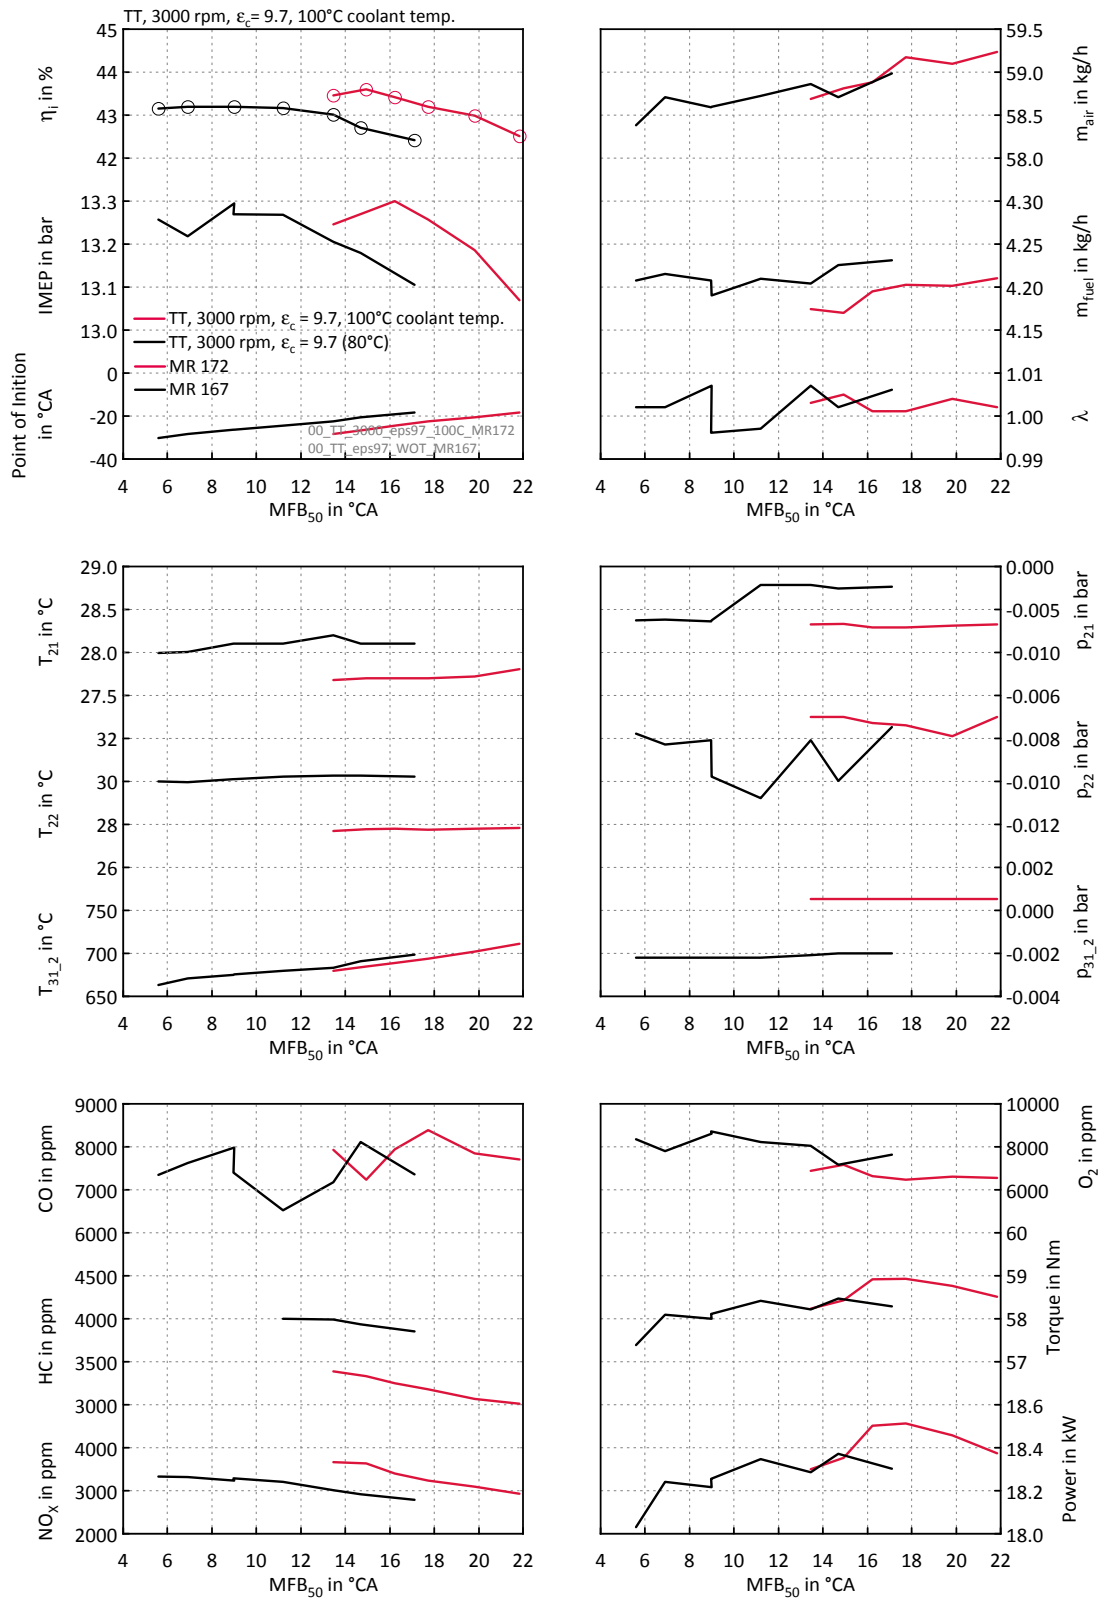 TT, 3000 rpm, εc= 9.7, 100°C coolant temp.
45
44
43
42
ηi in %
13.3
13.2
13.1
13.0
IMEP in bar
TT, 3000 rpm, εc = 9.7, 100°C coolant temp.
TT, 3000 rpm, εc = 9.7 (80°C)
MR 172
MR 167
0
-20
-40
Point of Inition
in °CA
00_TT_3000_eps97_100C_MR172
00_TT_eps97_WOT_MR167
4 6 8 10 12 14 16 18 20 22
MFB50 in °CA
59.5
59.0
58.5
58.0
mair in kg/h
4.30
4.25
4.20
4.15
mfuel in kg/h
1.01
1.00
0.99
λ
4 6 8 10 12 14 16 18 20 22
MFB50 in °CA
29.0
28.5
28.0
27.5
T21 in °C
32
30
28
26
T22 in °C
750
700
650
T31_2 in °C
4 6 8 10 12 14 16 18 20 22
MFB50 in °CA
0.000
-0.005
-0.010
p21 in bar
-0.006
-0.008
-0.010
-0.012
p22 in bar
0.002
0.000
-0.002
-0.004
p31_2 in bar
4 6 8 10 12 14 16 18 20 22
MFB50 in °CA
9000
8000
7000
6000
CO in ppm
4500
4000
3500
3000
HC in ppm
4000
3000
2000
NOX in ppm
4 6 8 10 12 14 16 18 20 22
MFB50 in °CA
10000
8000
6000
O2 in ppm
60
59
58
57
Torque in Nm
18.6
18.4
18.2
18.0
Power in kW
4 6 8 10 12 14 16 18 20 22
MFB50 in °CA